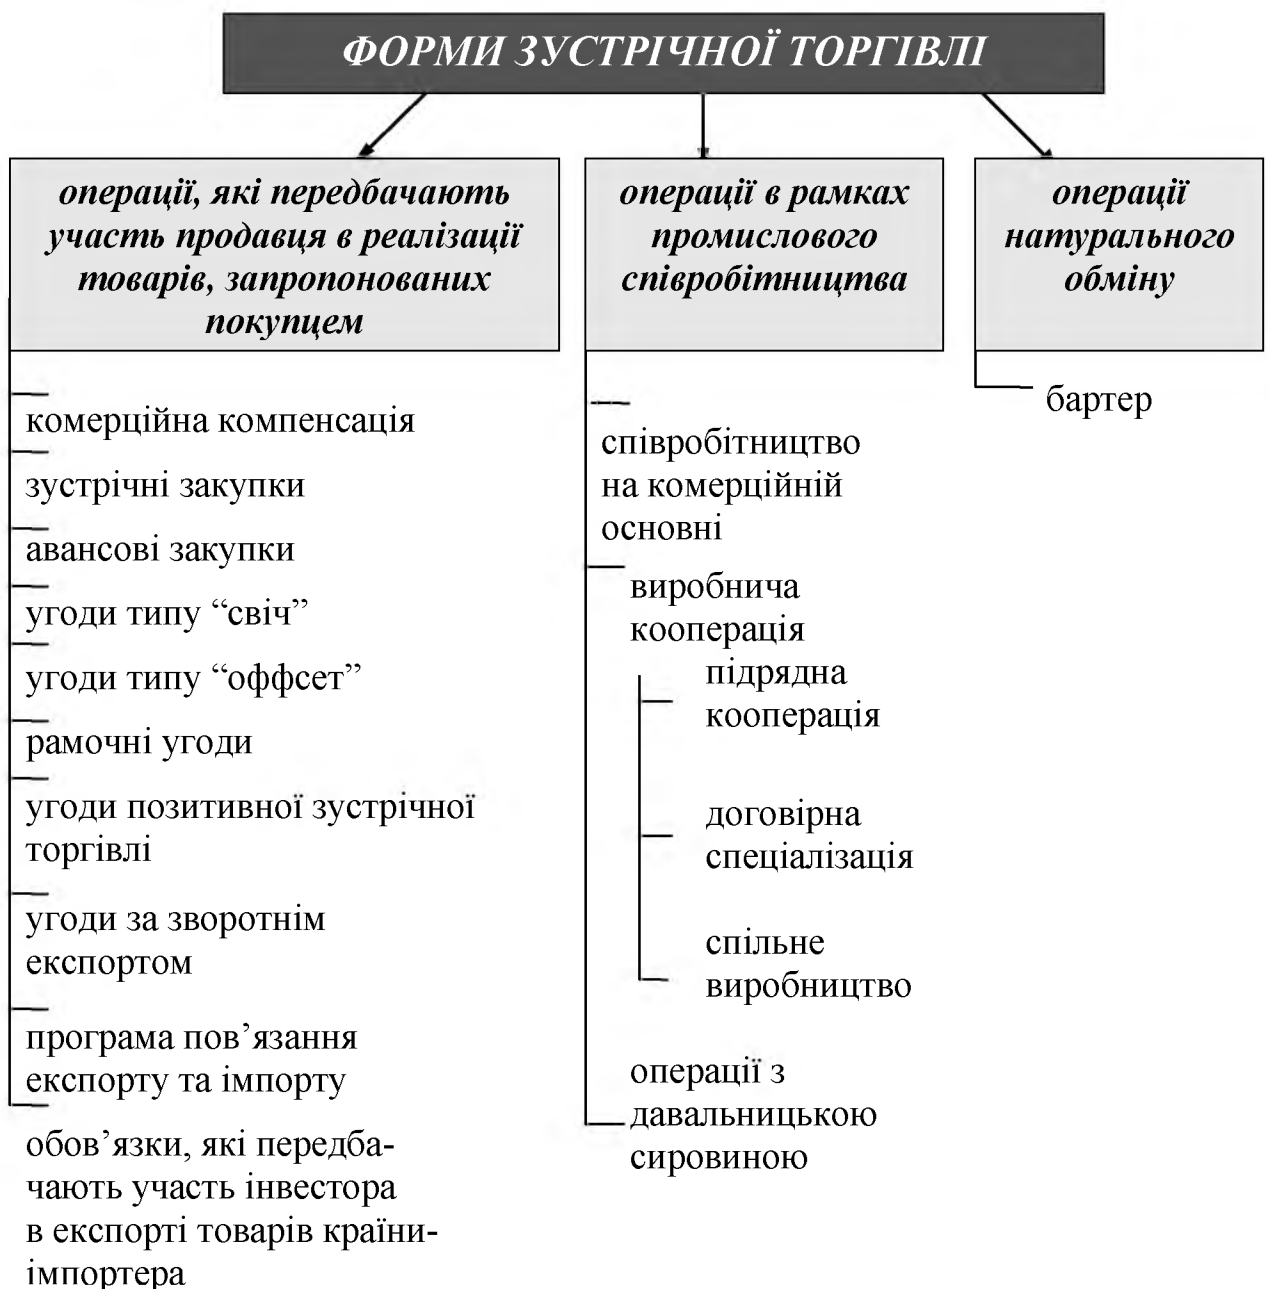 ФОРМИ ЗУСТРІЧНОЇ ТОРГІВЛІ
операції, які передбачають
участь продавця в реалізації
товарів, запропонованих
покупцем
комерційна компенсація
зустрічні закупки
авансові закупки
угоди типу “свіч”
угоди типу “оффсет”
рамочні угоди
угоди позитивної зустрічної
торгівлі
угоди за зворотнім
експортом
програма пов’язання
експорту та імпорту
обов’язки, які передба-
чають участь інвестора
в експорті товарів країни-
імпортера
операції в рамках
промислового
співробітництва
співробітництво
на комерційній
основні
виробнича
кооперація
підрядна
кооперація
договірна
спеціалізація
спільне
виробництво
операції з
давальницькою
сировиною
операції
натурального
обміну
бартер